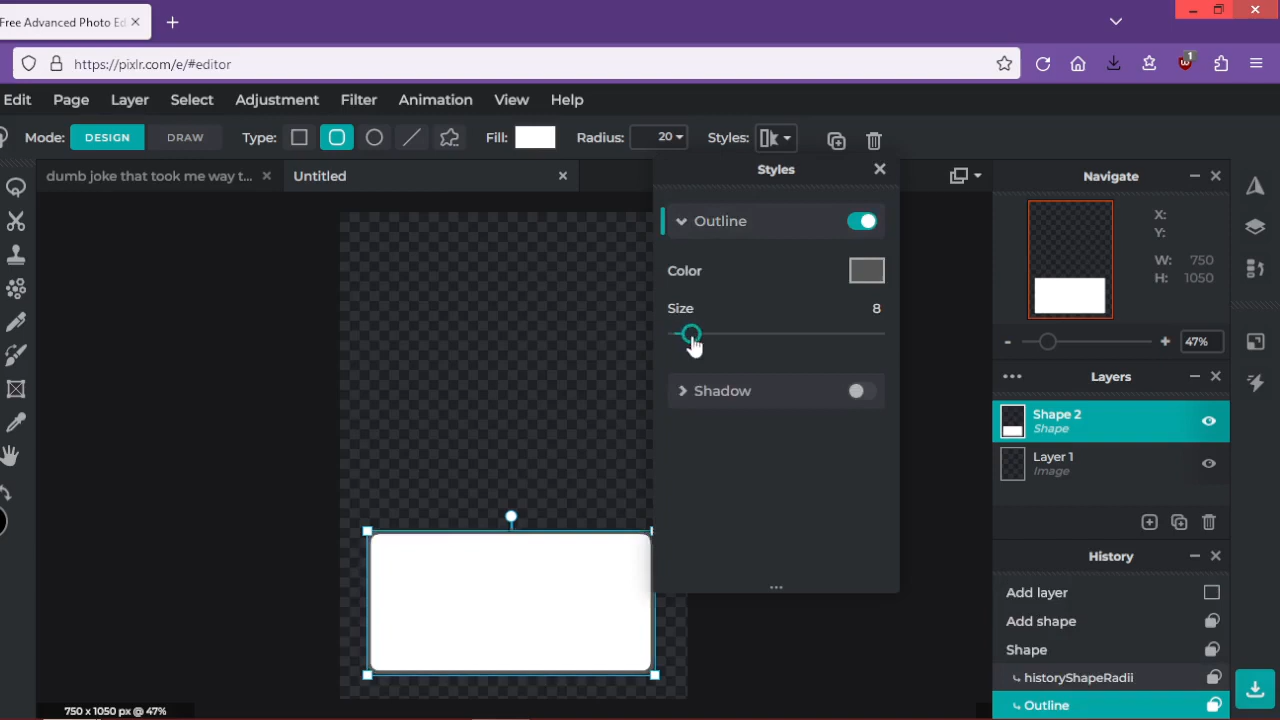 Free Advanced Photo Ed
https://pixlr.com/e/#editor
1
Edit Page Layer Select Adjustment Filter Animation View Help
Mode: DESIGN DRAW Type: Fill: Radius: 20 Styles:
dumb joke that took me way t... Untitled
Styles
Outline
Color
Size 8
Shadow
...
Navigate
X:
Y:
W: 750
H: 1050
- + 47%
Layers
Shape 2
Shape
Layer 1
Image
History
Add layer
Add shape
Shape
historyShapeRadii
Outline
750 x 1050 px @ 47%